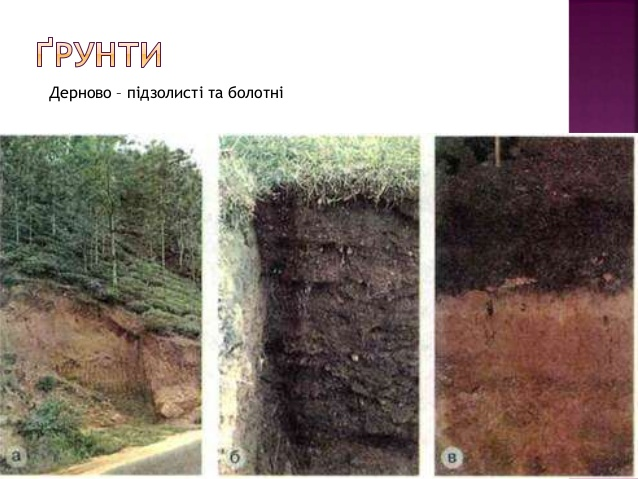 ҐРУНТИ
Дерново – підзолисті та болотні
а
б
в